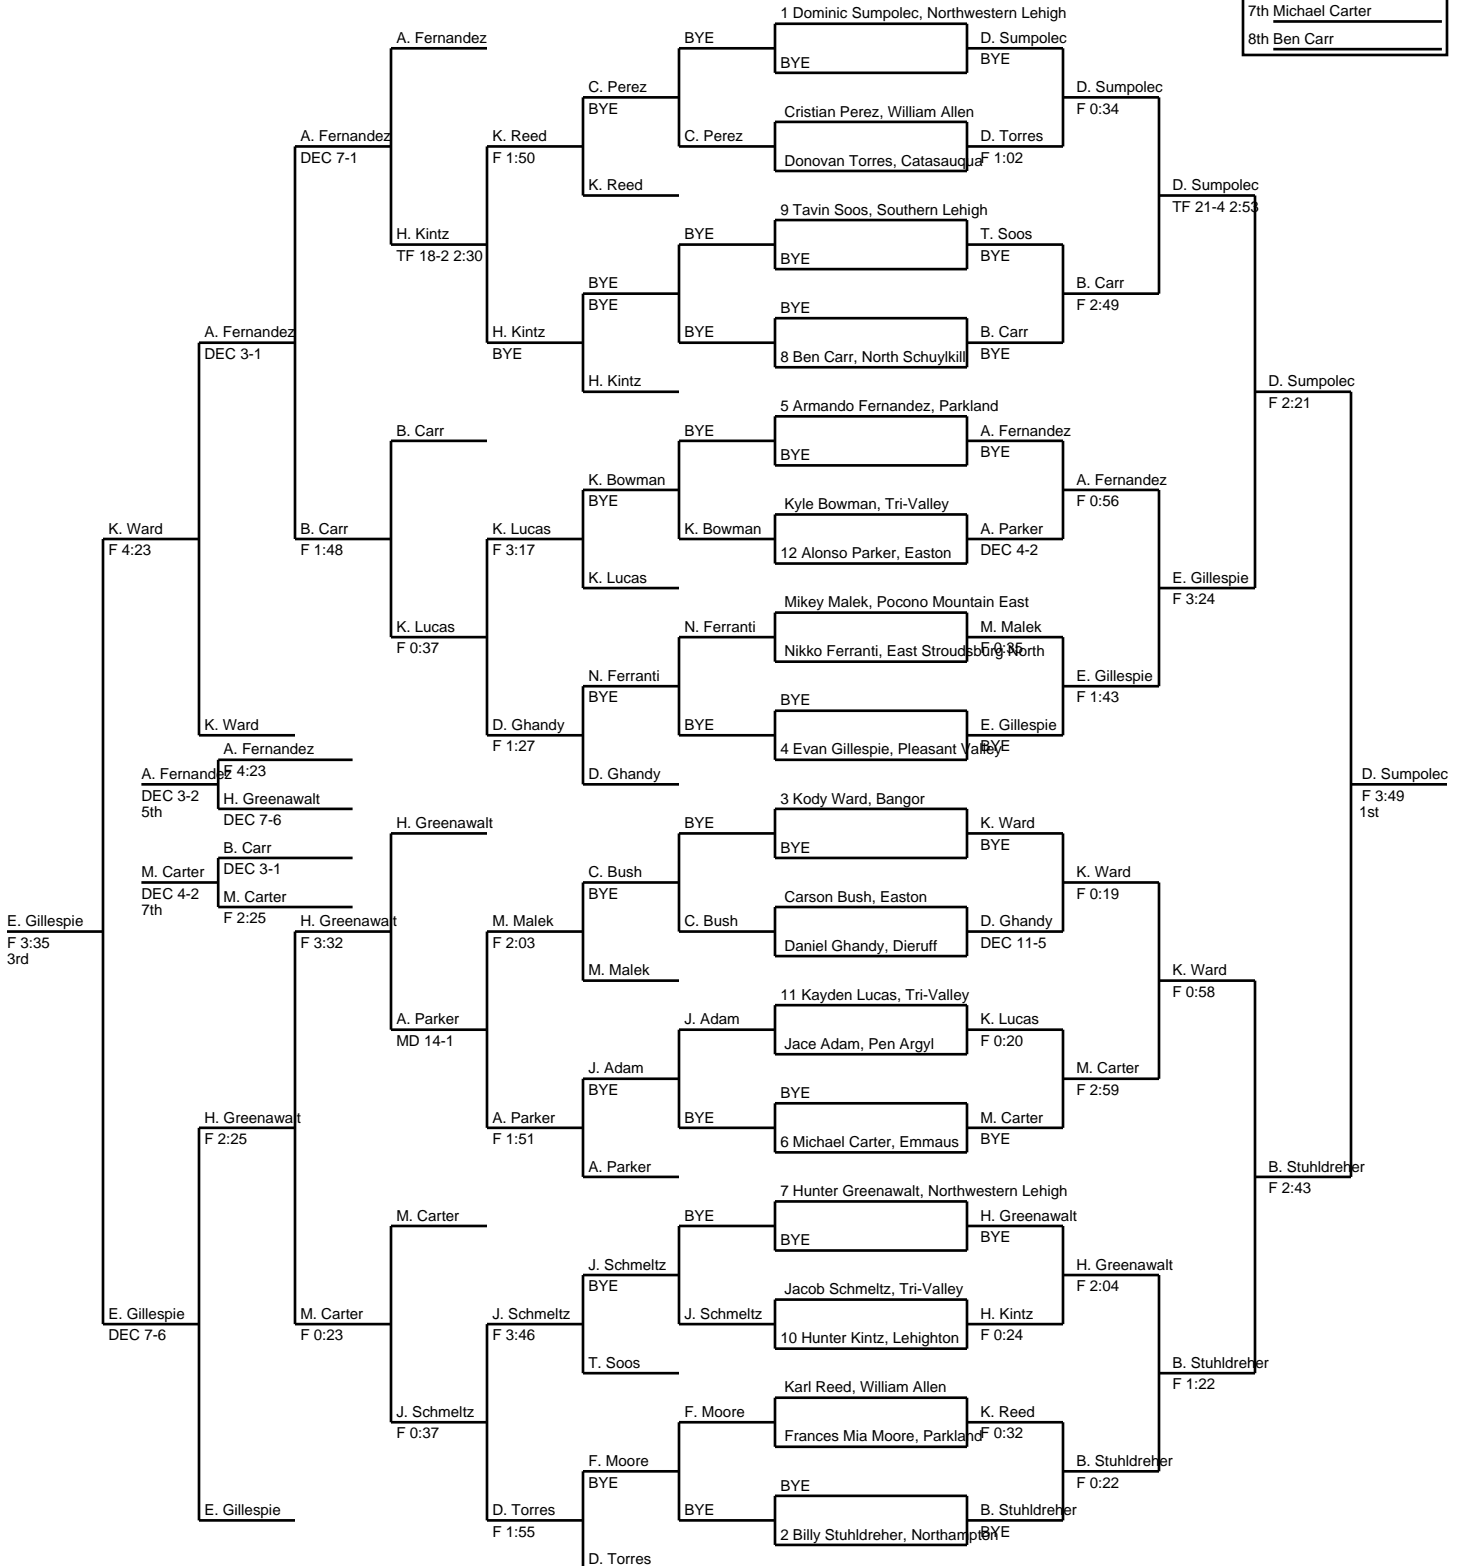 7th Michael Carter
8th Ben Carr
1 Dominic Sumpolec, Northwestern Lehigh
A. Fernandez
BYE
D. Sumpolec
BYE
BYE
C. Perez
BYE
D. Sumpolec
F 0:34
Cristian Perez, William Allen
A. Fernandez
DEC 7-1
K. Reed
F 1:50
C. Perez
D. Torres
F 1:02
Donovan Torres, Catasauqua
K. Reed
D. Sumpolec
TF 21-4 2:53
9 Tavin Soos, Southern Lehigh
H. Kintz
TF 18-2 2:30
BYE
T. Soos
BYE
BYE
BYE
BYE
B. Carr
F 2:49
BYE
A. Fernandez
DEC 3-1
H. Kintz
BYE
BYE
B. Carr
BYE
8 Ben Carr, North Schuylkill
H. Kintz
D. Sumpolec
F 2:21
5 Armando Fernandez, Parkland
B. Carr
BYE
A. Fernandez
BYE
BYE
K. Bowman
BYE
A. Fernandez
F 0:56
Kyle Bowman, Tri-Valley
K. Ward
F 4:23
B. Carr
F 1:48
K. Lucas
F 3:17
K. Bowman
A. Parker
DEC 4-2
12 Alonso Parker, Easton
K. Lucas
E. Gillespie
F 3:24
Mikey Malek, Pocono Mountain East
K. Lucas
F 0:37
N. Ferranti
M. Malek
F 0:35
Nikko Ferranti, East Stroudsburg North
N. Ferranti
BYE
E. Gillespie
F 1:43
BYE
K. Ward
D. Ghandy
F 1:27
BYE
E. Gillespie
BYE
4 Evan Gillespie, Pleasant Valley
A. Fernandez
F 4:23
A. Fernandez
DEC 3-2
5th
H. Greenawalt
DEC 7-6
D. Ghandy
D. Sumpolec
F 3:49
1st
3 Kody Ward, Bangor
H. Greenawalt
BYE
K. Ward
BYE
BYE
B. Carr
DEC 3-1
M. Carter
DEC 4-2
7th
M. Carter
F 2:25
C. Bush
BYE
K. Ward
F 0:19
Carson Bush, Easton
E. Gillespie
F 3:35
3rd
H. Greenawalt
F 3:32
M. Malek
F 2:03
C. Bush
D. Ghandy
DEC 11-5
Daniel Ghandy, Dieruff
M. Malek
K. Ward
F 0:58
11 Kayden Lucas, Tri-Valley
A. Parker
MD 14-1
J. Adam
K. Lucas
F 0:20
Jace Adam, Pen Argyl
J. Adam
BYE
M. Carter
F 2:59
BYE
H. Greenawalt
F 2:25
A. Parker
F 1:51
BYE
M. Carter
BYE
6 Michael Carter, Emmaus
A. Parker
B. Stuhldreher
F 2:43
7 Hunter Greenawalt, Northwestern Lehigh
M. Carter
BYE
H. Greenawalt
BYE
BYE
J. Schmeltz
BYE
H. Greenawalt
F 2:04
Jacob Schmeltz, Tri-Valley
E. Gillespie
DEC 7-6
M. Carter
F 0:23
J. Schmeltz
F 3:46
J. Schmeltz
H. Kintz
F 0:24
10 Hunter Kintz, Lehighton
T. Soos
B. Stuhldreher
F 1:22
Karl Reed, William Allen
J. Schmeltz
F 0:37
F. Moore
K. Reed
F 0:32
Frances Mia Moore, Parkland
F. Moore
BYE
B. Stuhldreher
F 0:22
BYE
E. Gillespie
D. Torres
F 1:55
BYE
B. Stuhldreher
BYE
2 Billy Stuhldreher, Northampton
D. Torres